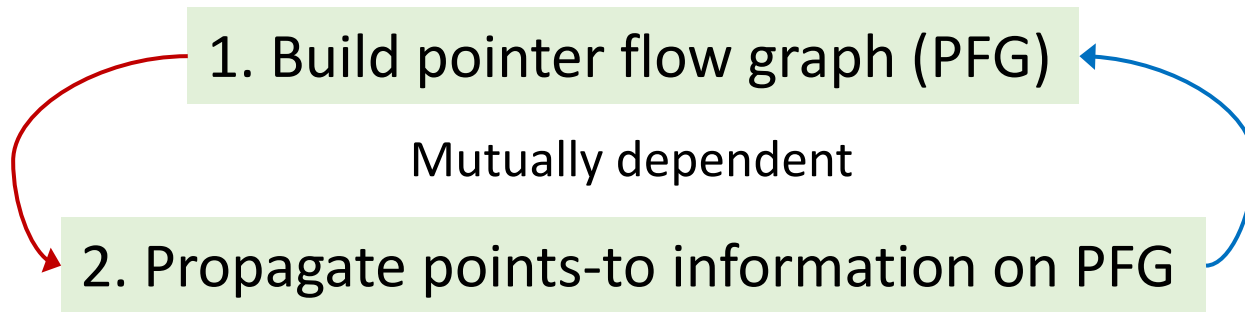 1. Build pointer flow graph (PFG)
Mutually dependent
2. Propagate points-to information on PFG